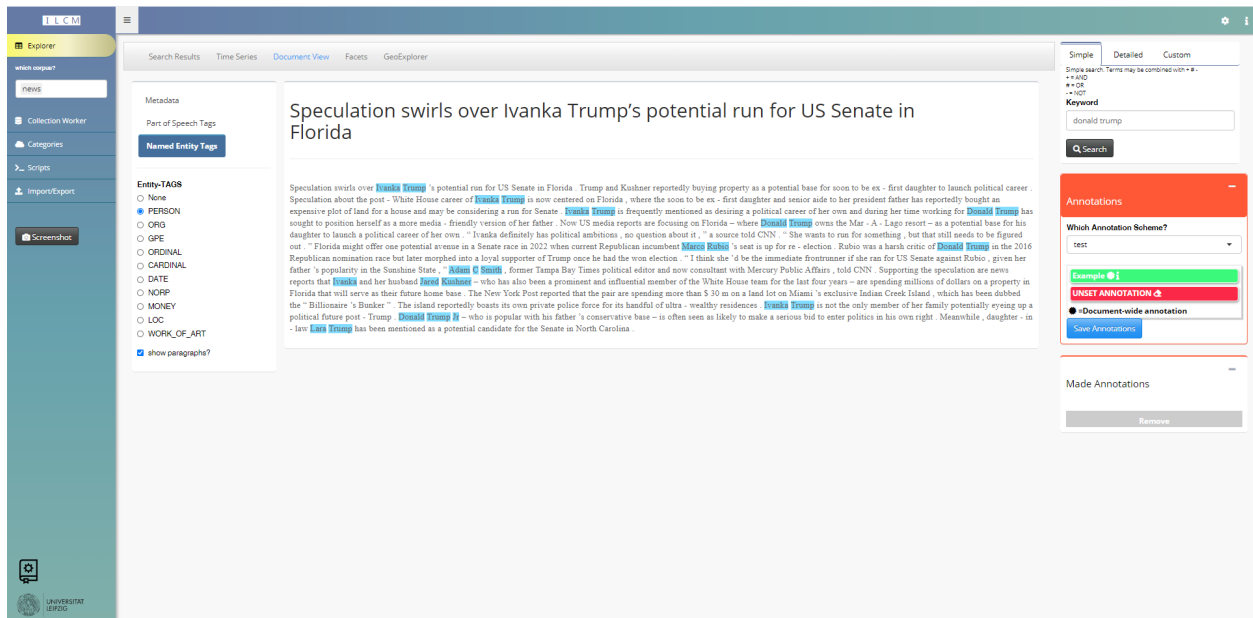 ILCM
Explorer
which corpus?
news
Collection Worker
Categories
Scripts
Import/Export
Screenshot
UNIVERSITAT
LEIPZIG
Search Results Time Series Document View Facets GeoExplorer
Metadata
Part of Speech Tags
Named Entity Tags
Entity-TAGS
None
PERSON
ORG
GPE
ORDINAL
CARDINAL
DATE
NORP
MONEY
LOC
WORK_OF_ART
show paragraphs?
Speculation swirls over Ivanka Trump’s potential run for US Senate in
Florida
Speculation swirls over Ivanka Trump 's potential run for US Senate in Florida . Trump and Kushner reportedly buying property as a potential base for soon to be ex - first daughter to launch political career .
Speculation about the post - White House career of Ivanka Trump is now centered on Florida , where the soon to be ex - first daughter and senior aide to her president father has reportedly bought an
expensive plot of land for a house and may be considering a run for Senate . Ivanka Trump is frequently mentioned as desiring a political career of her own and during her time working for Donald Trump has
sought to position herself as a more media - friendly version of her father . Now US media reports are focusing on Florida – where Donald Trump owns the Mar - A - Lago resort – as a potential base for his
daughter to launch a political career of her own . “ Ivanka definitely has political ambitions , no question about it , ” a source told CNN . “ She wants to run for something , but that still needs to be figured
out . ” Florida might offer one potential avenue in a Senate race in 2022 when current Republican incumbent Marco Rubio 's seat is up for re - election . Rubio was a harsh critic of Donald Trump in the 2016
Republican nomination race but later morphed into a loyal supporter of Trump once he had the won election . “ I think she 'd be the immediate frontrunner if she ran for US Senate against Rubio , given her
father 's popularity in the Sunshine State , ” Adam C Smith , former Tampa Bay Times political editor and now consultant with Mercury Public Affairs , told CNN . Supporting the speculation are news
reports that Ivanka and her husband Jared Kushner – who has also been a prominent and influential member of the White House team for the last four years – are spending millions of dollars on a property in
Florida that will serve as their future home base . The New York Post reported that the pair are spending more than $ 30 m on a land lot on Miami 's exclusive Indian Creek Island , which has been dubbed
the “ Billionaire 's Bunker ” . The island reportedly boasts its own private police force for its handful of ultra - wealthy residences . Ivanka Trump is not the only member of her family potentially eyeing up a
political future post - Trump . Donald Trump Jr – who is popular with his father 's conservative base – is often seen as likely to make a serious bid to enter politics in his own right . Meanwhile , daughter - in
- law Lara Trump has been mentioned as a potential candidate for the Senate in North Carolina .
Simple Detailed Custom
Simple search. Terms may be combined with + # -
+ = AND
# = OR
- = NOT
Keyword
donald trump
Search
Annotations
Which Annotation Scheme?
test
Example
UNSET ANNOTATION
=Document-wide annotation
Save Annotations
Made Annotations
Remove